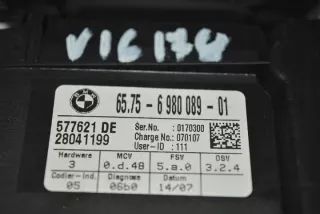 VIG178
BMW
65.75 - 6 980 089 - 01
577621 DE
28041199
Ser.No. : 0170300
Charge No.: 070107
User-ID : 111
Hardware MCV FSV OSV
3 0.d.48 5.a.0 3.2.4
Codier-Ind. Diagnose Datum
05 06b0 14/07